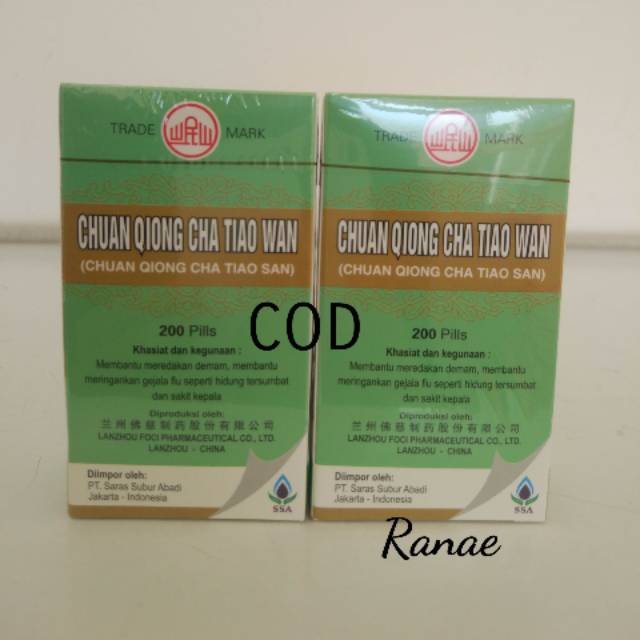 TRADE 岷山 MARK
CHUAN QIONG CHA TIAO WAN
(CHUAN QIONG CHA TIAO SAN)
200 Pills
Khasiat dan kegunaan :
Membantu meredakan demam, membantu
meringankan gejala flu seperti hidung tersumbat
dan sakit kepala
Diproduksi oleh:
兰州佛慈制药股份有限公司
LANZHOU FOCI PHARMACEUTICAL CO., LTD.
LANZHOU - CHINA
Diimpor oleh:
PT. Saras Subur Abadi
Jakarta - Indonesia
SSA
TRADE 岷山 MARK
CHUAN QIONG CHA TIAO WAN
(CHUAN QIONG CHA TIAO SAN)
200 Pills
Khasiat dan kegunaan :
Membantu meredakan demam, membantu
meringankan gejala flu seperti hidung tersumbat
dan sakit kepala
Diproduksi oleh:
兰州佛慈制药股份有限公司
LANZHOU FOCI PHARMACEUTICAL CO., LTD.
LANZHOU - CHINA
Diimpor oleh:
PT. Saras Subur Abadi
Jakarta - Indonesia
SSA
COD
Ranae